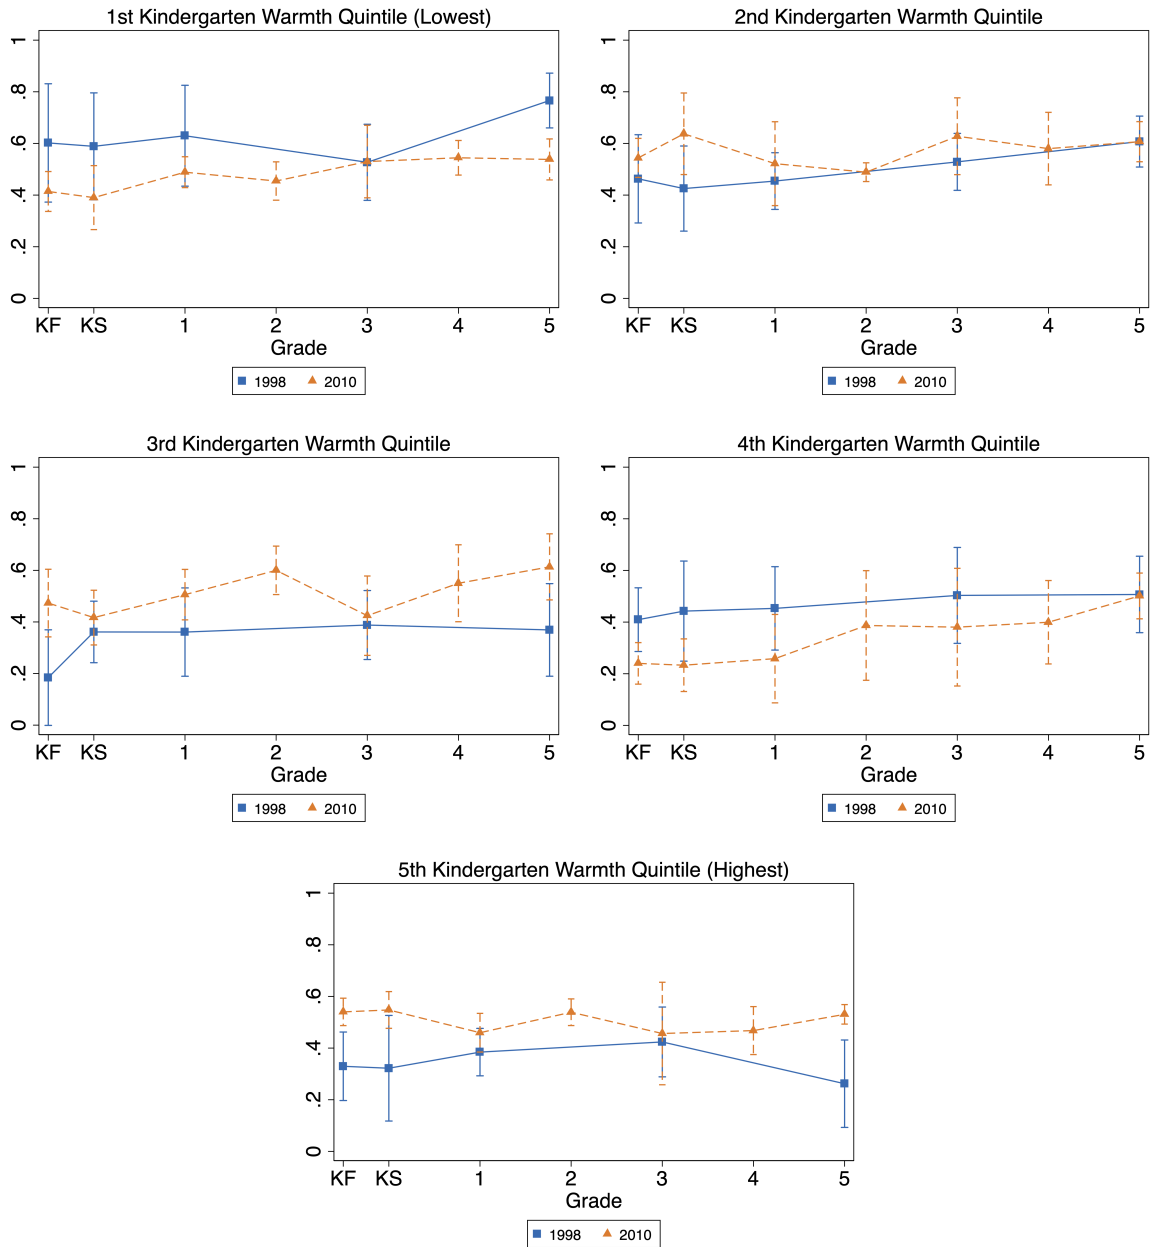 1st Kindergarten Warmth Quintile (Lowest)
1
.8
.6
.4
.2
0
KF KS 1 2 3 4 5
Grade
1998 2010
2nd Kindergarten Warmth Quintile
1
.8
.6
.4
.2
0
KF KS 1 2 3 4 5
Grade
1998 2010
3rd Kindergarten Warmth Quintile
1
.8
.6
.4
.2
0
KF KS 1 2 3 4 5
Grade
1998 2010
4th Kindergarten Warmth Quintile
1
.8
.6
.4
.2
0
KF KS 1 2 3 4 5
Grade
1998 2010
5th Kindergarten Warmth Quintile (Highest)
1
.8
.6
.4
.2
0
KF KS 1 2 3 4 5
Grade
1998 2010